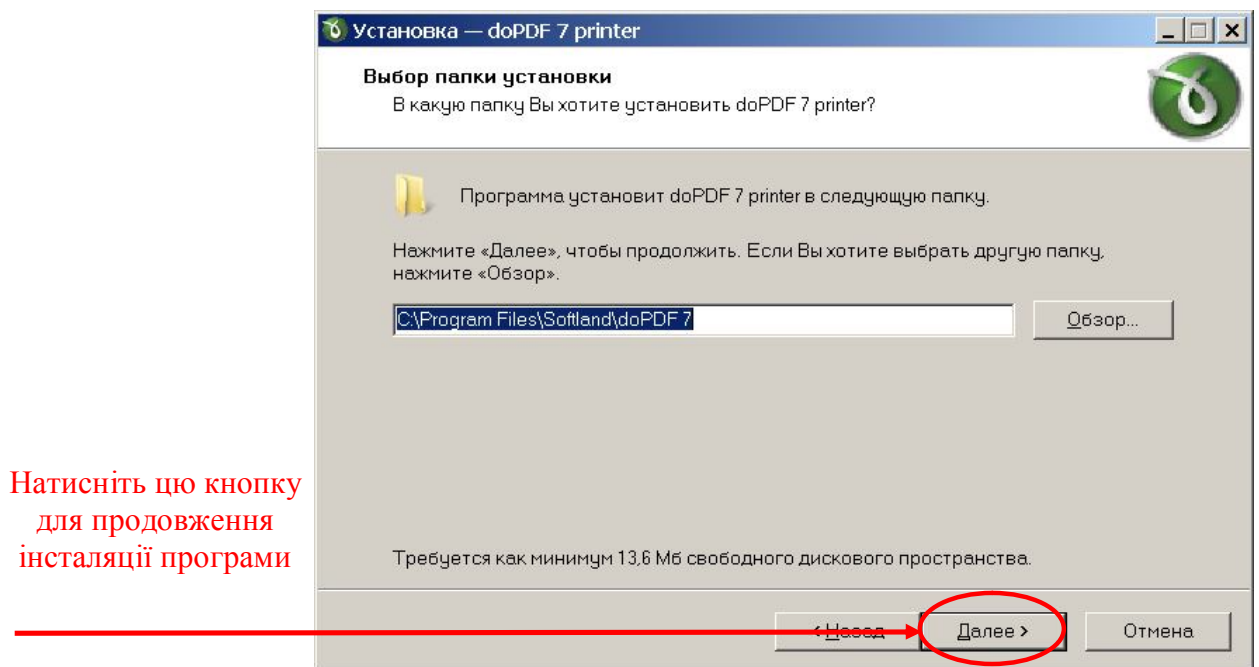 Установка — doPDF 7 printer
Выбор папки установки
В какую папку Вы хотите установить doPDF 7 printer?
Программа установит doPDF 7 printer в следующую папку.
Нажмите «Далее», чтобы продолжить. Если Вы хотите выбрать другую папку,
нажмите «Обзор».
C:\Program Files\Softland\doPDF 7
Обзор...
Натисніть цю кнопку
для продовження
інсталяції програми
Требуется как минимум 13,6 Мб свободного дискового пространства.
< Назад
Далее >
Отмена